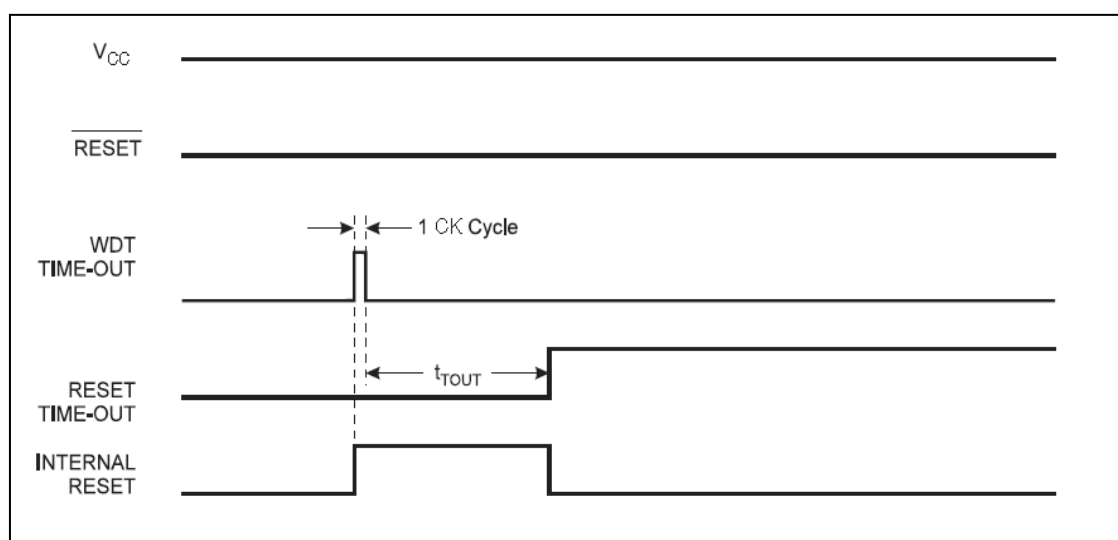 VCC
RESET
1 CK Cycle
WDT
TIME-OUT
tTOUT
RESET
TIME-OUT
INTERNAL
RESET